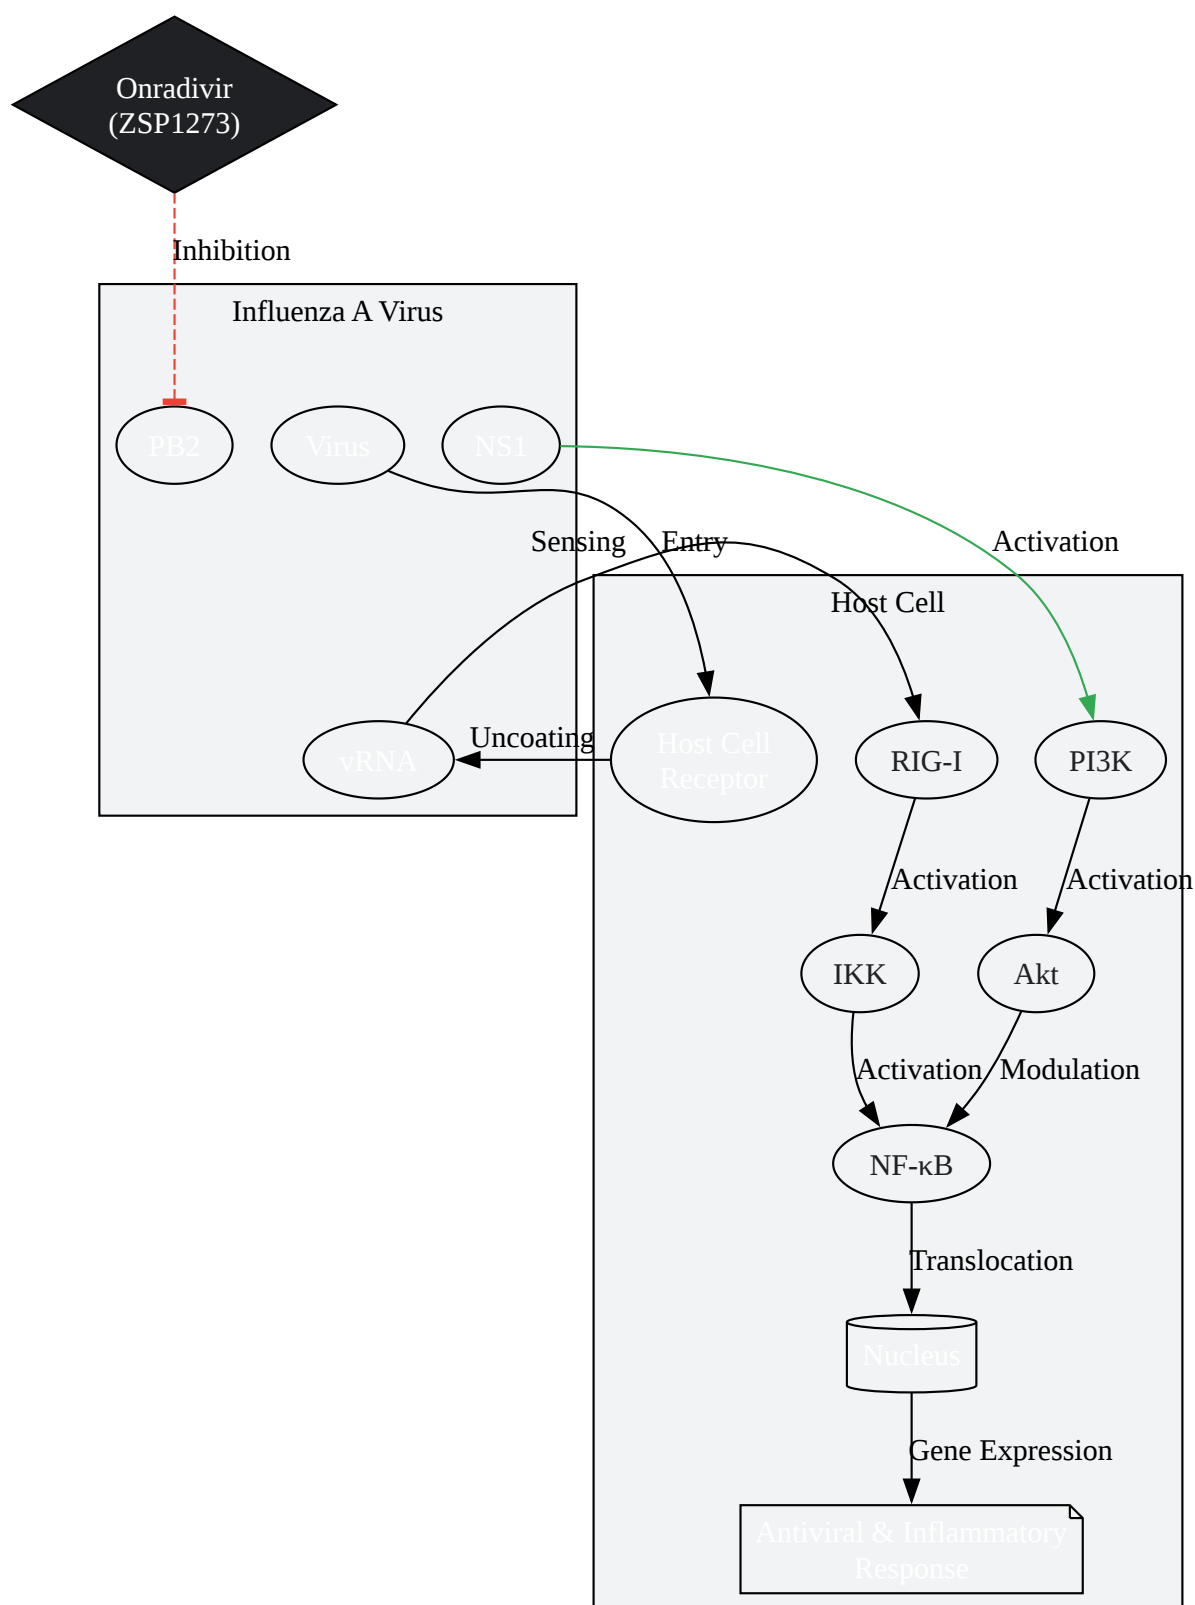 Onradivir
(ZSP1273)
Inhibition
Influenza A Virus
PB2
Virus
NS1
Sensing
Entry
Activation
Host Cell
Uncoating
vRNA
Host Cell
Receptor
RIG-I
PI3K
Activation
Activation
IKK
Akt
Activation
Modulation
NF-κB
Translocation
Nucleus
Gene Expression
Antiviral & Inflammatory
Response